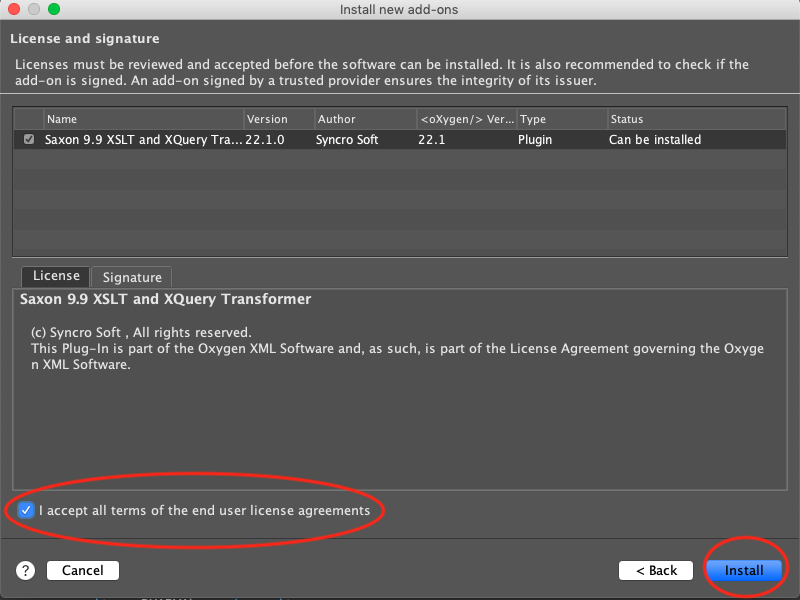 Install new add-ons
License and signature
Licenses must be reviewed and accepted before the software can be installed. It is also recommended to check if the
add-on is signed. An add-on signed by a trusted provider ensures the integrity of its issuer.
Name Version Author <oXygen/> Ver... Type Status
Saxon 9.9 XSLT and XQuery Tra... 22.1.0 Syncro Soft 22.1 Plugin Can be installed
License Signature
Saxon 9.9 XSLT and XQuery Transformer
(c) Syncro Soft , All rights reserved.
This Plug-In is part of the Oxygen XML Software and, as such, is part of the License Agreement governing the Oxyge
n XML Software.
I accept all terms of the end user license agreements
? Cancel < Back Install